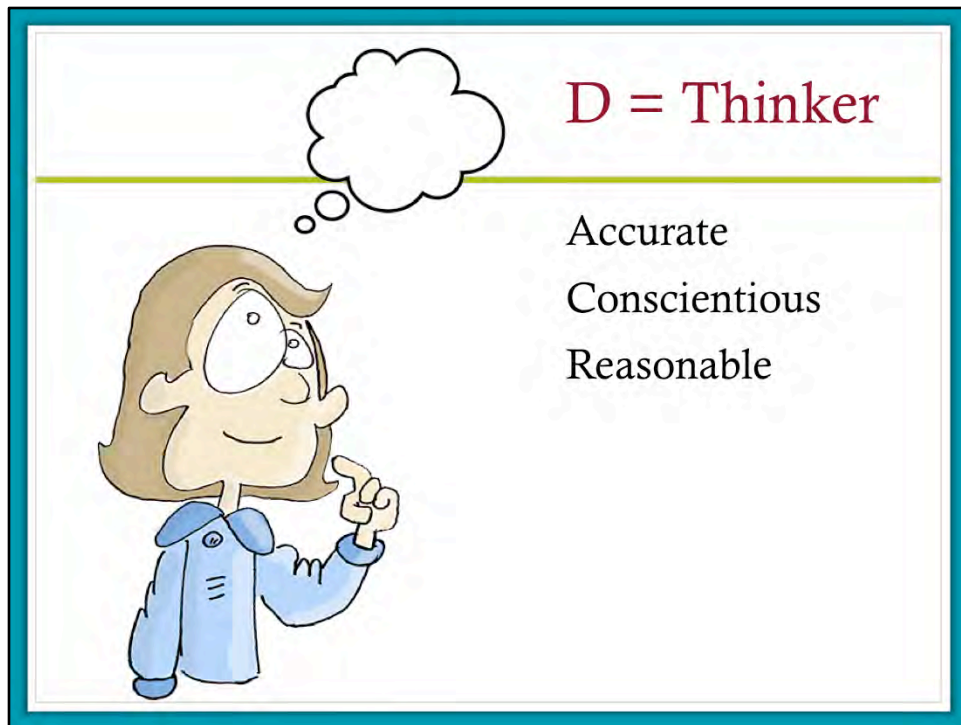 D = Thinker
Accurate
Conscientious
Reasonable